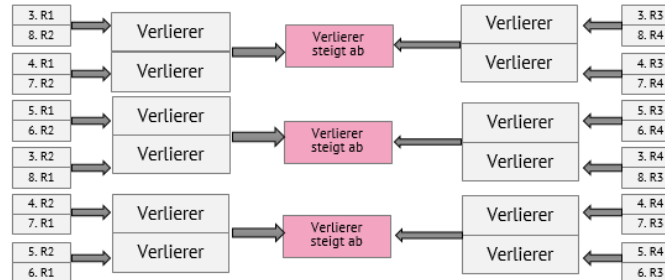 3. R1
8. R2
4. R1
7. R2
Verlierer
Verlierer
Verlierer
steigt ab
Verlierer
Verlierer
3. R3
8. R4
4. R3
7. R4
5. R1
6. R2
3. R2
8. R1
Verlierer
Verlierer
Verlierer
steigt ab
Verlierer
Verlierer
5. R3
6. R4
3. R4
8. R3
4. R2
7. R1
5. R2
6. R1
Verlierer
Verlierer
Verlierer
steigt ab
Verlierer
Verlierer
4. R4
7. R3
5. R4
6. R3